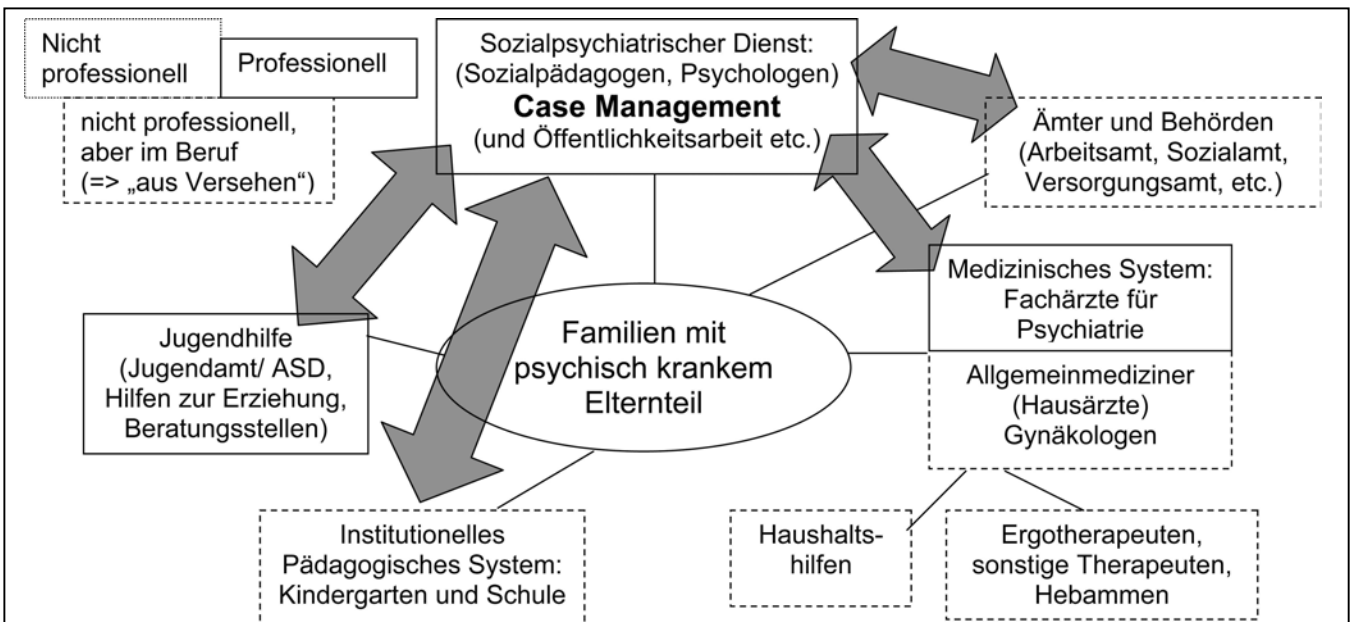 Nicht
professionell
Professionell
nicht professionell,
aber im Beruf
(=> „aus Versehen“)
Sozialpsychiatrischer Dienst:
(Sozialpädagogen, Psychologen)
Case Management
(und Öffentlichkeitsarbeit etc.)
Ämter und Behörden
(Arbeitsamt, Sozialamt,
Versorgungsamt, etc.)
Medizinisches System:
Fachärzte für
Psychiatrie
Allgemeinmediziner
(Hausärzte)
Gynäkologen
Jugendhilfe
(Jugendamt/ ASD,
Hilfen zur Erziehung,
Beratungsstellen)
Familien mit
psychisch krankem
Elternteil
Institutionelles
Pädagogisches System:
Kindergarten und Schule
Haushalts-
hilfen
Ergotherapeuten,
sonstige Therapeuten,
Hebammen